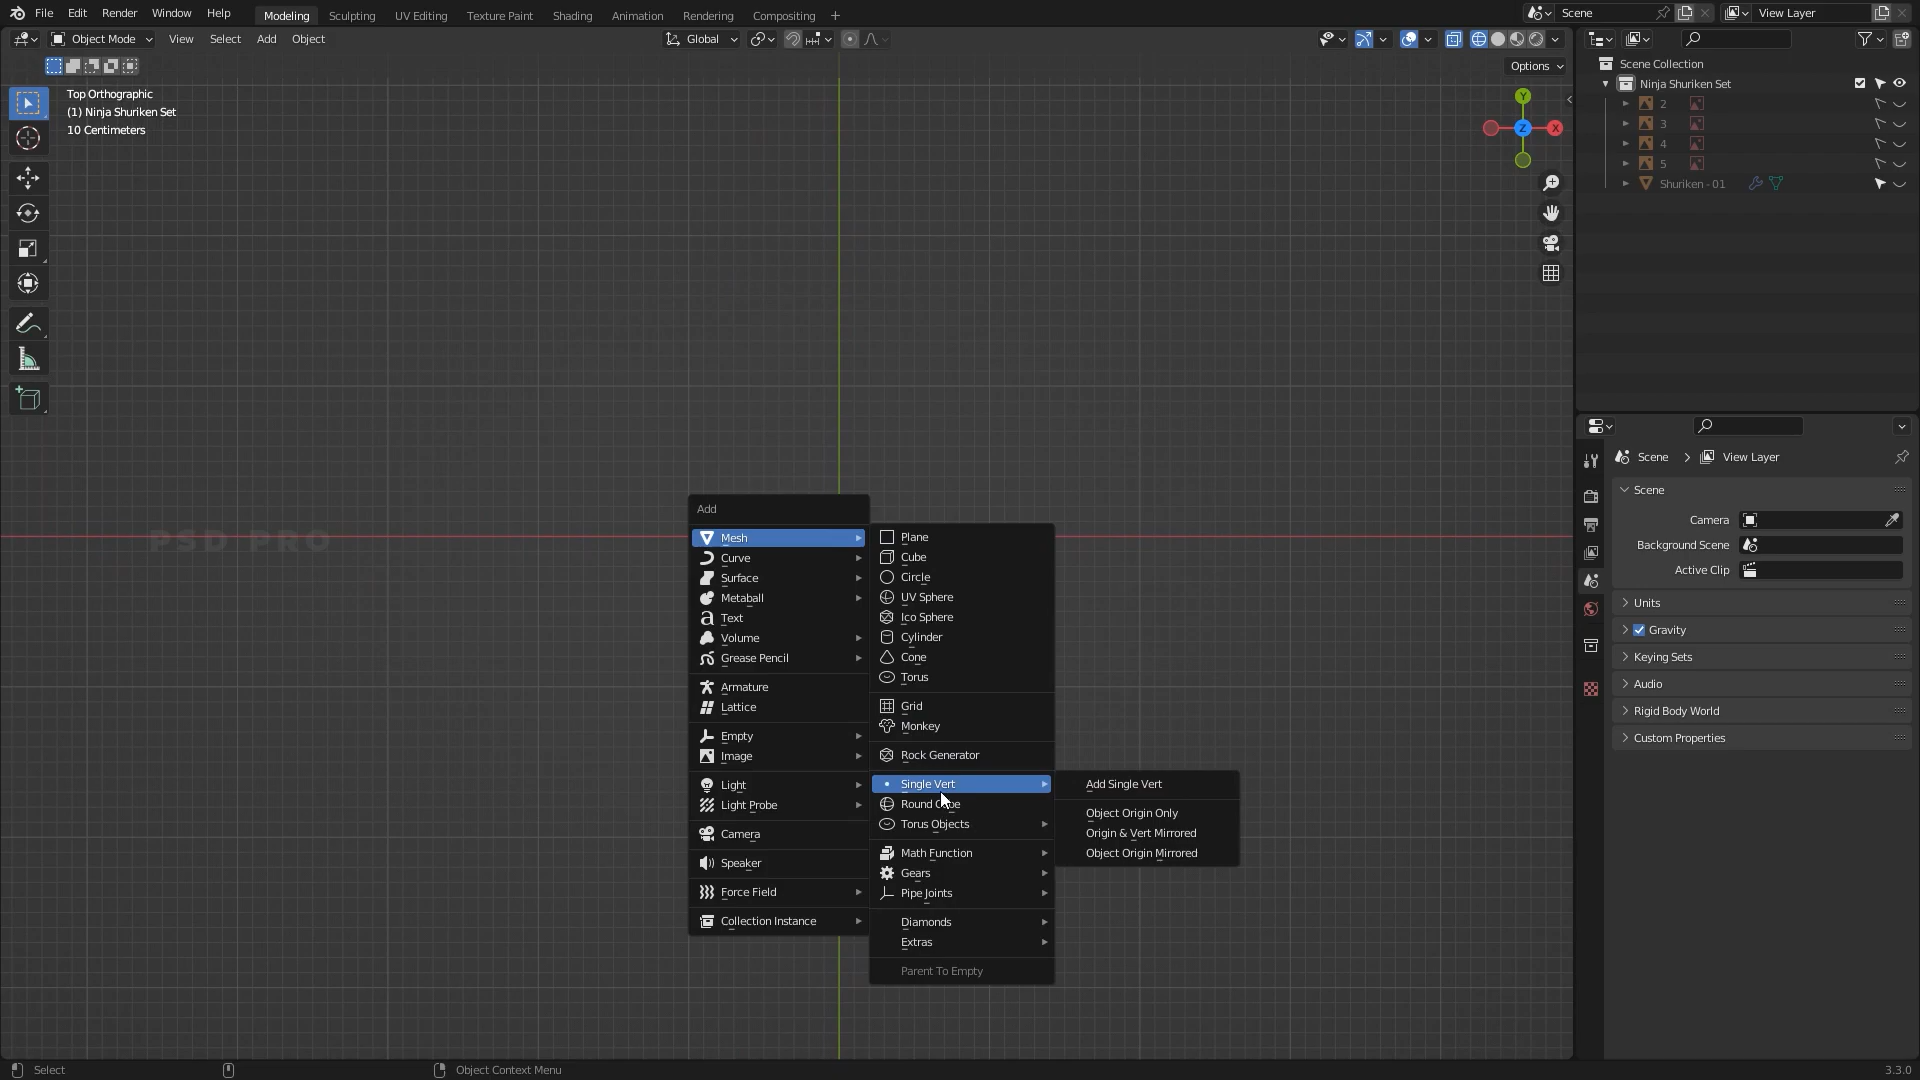 File Edit Render Window Help Modeling Sculpting UV Editing Texture Paint Shading Animation Rendering Compositing + Scene View Layer
Object Mode View Select Add Object Global
Options
Top Orthographic
(1) Ninja Shuriken Set
10 Centimeters
Y
Z
X
Scene Collection
Ninja Shuriken Set
2
3
4
5
Shuriken - 01
PSD PRO
Add
Mesh
Curve
Surface
Metaball
Text
Volume
Grease Pencil
Armature
Lattice
Empty
Image
Light
Light Probe
Camera
Speaker
Force Field
Collection Instance
Plane
Cube
Circle
UV Sphere
Ico Sphere
Cylinder
Cone
Torus
Grid
Monkey
Rock Generator
Single Vert
Round Cube
Torus Objects
Math Function
Gears
Pipe Joints
Diamonds
Extras
Parent To Empty
Add Single Vert
Object Origin Only
Origin & Vert Mirrored
Object Origin Mirrored
Scene > View Layer
Scene
Camera
Background Scene
Active Clip
Units
Gravity
Keying Sets
Audio
Rigid Body World
Custom Properties
Select Object Context Menu 3.3.0